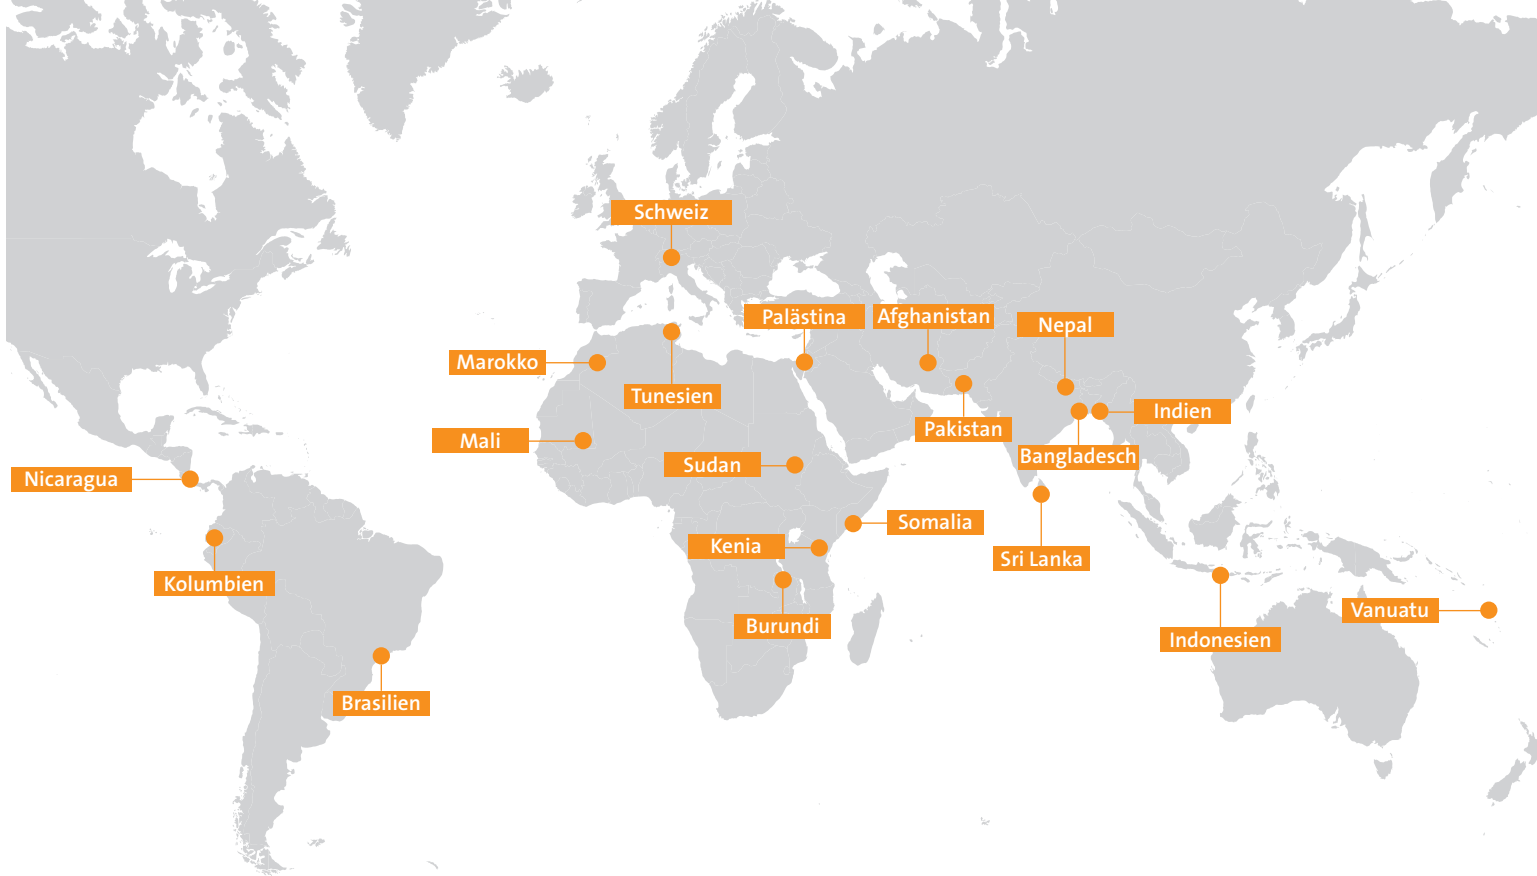 Schweiz
Palästina
Afghanistan
Nepal
Marokko
Tunesien
Indien
Pakistan
Mali
Bangladesch
Sudan
Nicaragua
Somalia
Kenia
Sri Lanka
Kolumbien
Vanuatu
Burundi
Indonesien
Brasilien